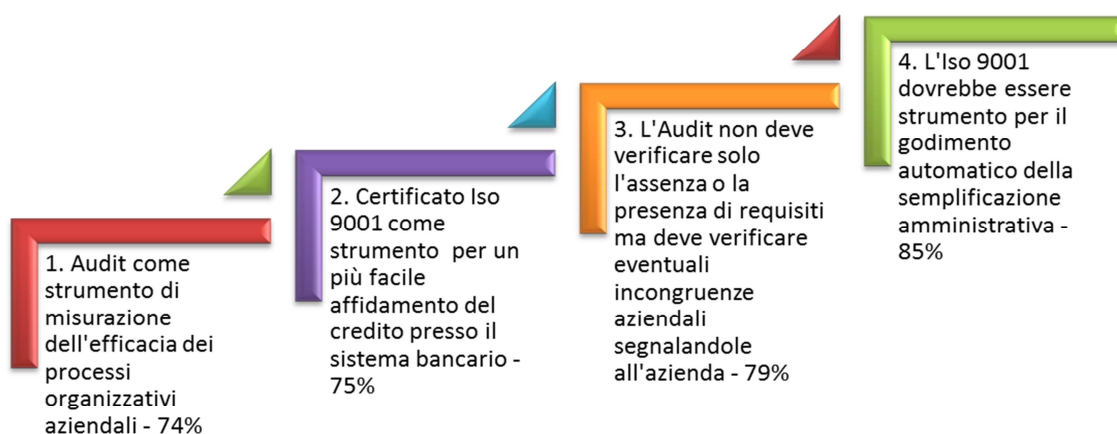 1. Audit come
strumento di
misurazione
dell'efficacia dei
processi
organizzativi
aziendali - 74%
2. Certificato Iso
9001 come
strumento per un
più facile
affidamento del
credito presso il
sistema bancario -
75%
3. L'Audit non deve
verificare solo
l'assenza o la
presenza di requisiti
ma deve verificare
eventuali
incongruenze
aziendali
segnalandole
all'azienda - 79%
4. L'Iso 9001
dovrebbe essere
strumento per il
godimento
automatico della
semplificazione
amministrativa -
85%